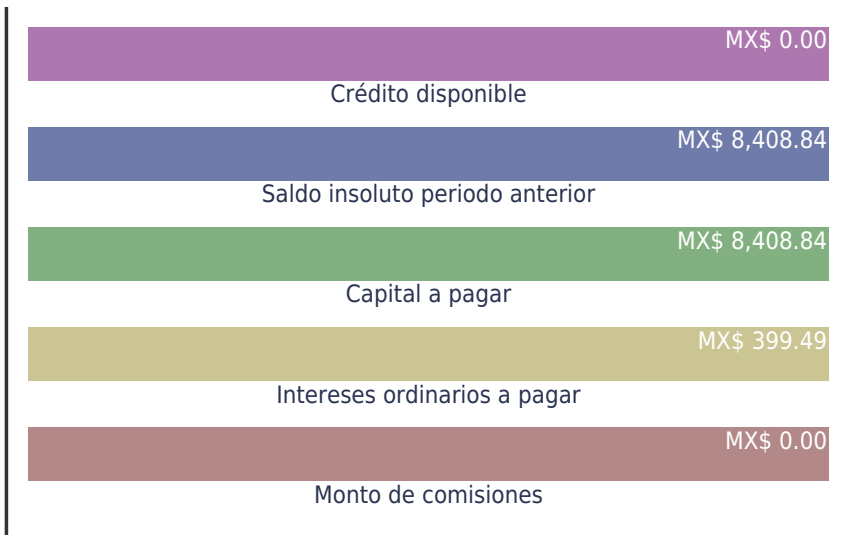 MX$ 0.00
Crédito disponible
MX$ 8,408.84
Saldo insoluto periodo anterior
MX$ 8,408.84
Capital a pagar
MX$ 399.49
Intereses ordinarios a pagar
MX$ 0.00
Monto de comisiones